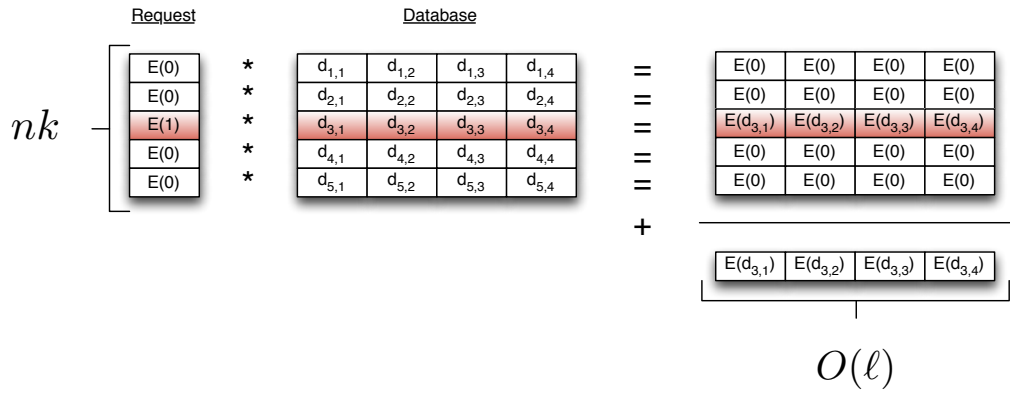 Request Database
E(0) * d1,1 d1,2 d1,3 d1,4 = E(0) E(0) E(0) E(0)
E(0) * d2,1 d2,2 d2,3 d2,4 = E(0) E(0) E(0) E(0)
nk E(1) * d3,1 d3,2 d3,3 d3,4 = E(d3,1) E(d3,2) E(d3,3) E(d3,4)
E(0) * d4,1 d4,2 d4,3 d4,4 = E(0) E(0) E(0) E(0)
E(0) * d5,1 d5,2 d5,3 d5,4 = E(0) E(0) E(0) E(0)
+
E(d3,1) E(d3,2) E(d3,3) E(d3,4)
O(ℓ)